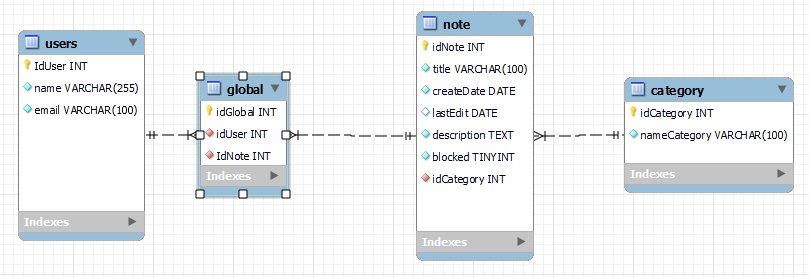 users
IdUser INT
name VARCHAR(255)
email VARCHAR(100)
Indexes
global
idGlobal INT
idUser INT
IdNote INT
Indexes
note
idNote INT
title VARCHAR(100)
createDate DATE
lastEdit DATE
description TEXT
blocked TINYINT
idCategory INT
Indexes
category
idCategory INT
nameCategory VARCHAR(100)
Indexes